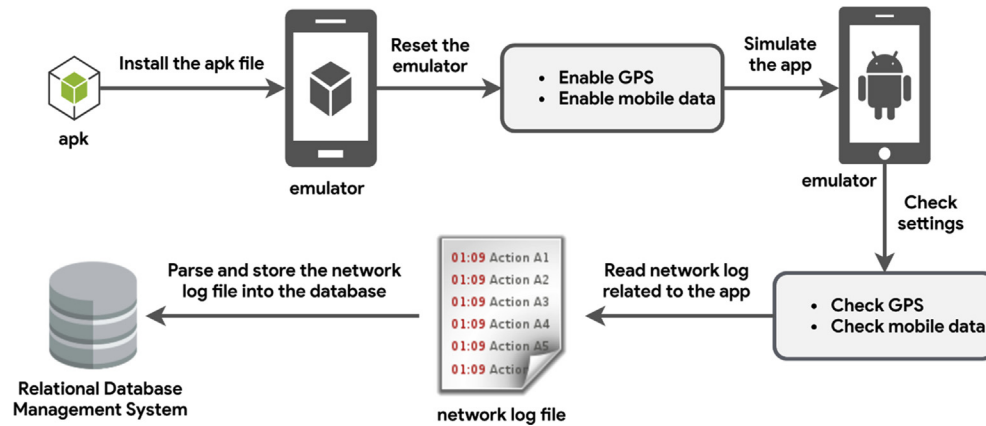 Install the apk file
apk
emulator
Reset the
emulator
• Enable GPS
• Enable mobile data
Simulate
the app
emulator
Check
settings
• Check GPS
• Check mobile data
Read network log
related to the app
01:09 Action A1
01:09 Action A2
01:09 Action A3
01:09 Action A4
01:09 Action A5
01:09 Action
network log file
Parse and store the network
log file into the database
Relational Database
Management System